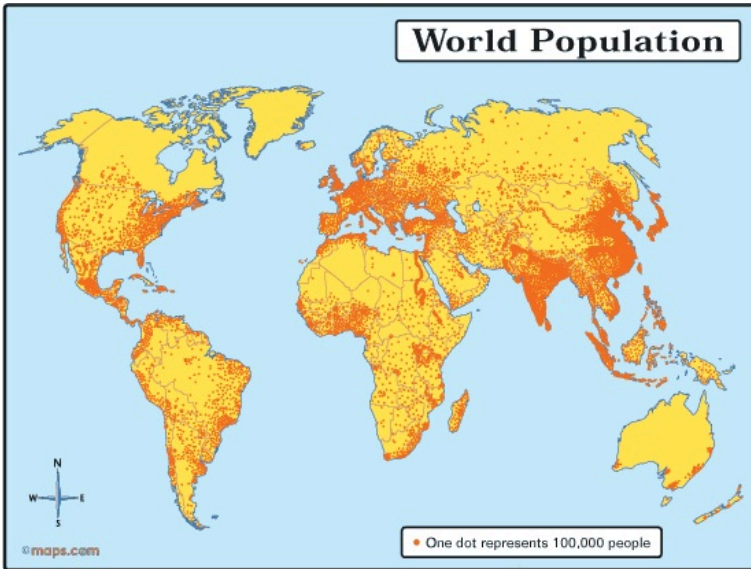 World Population
N
W E
S
One dot represents 100,000 people
©maps.com